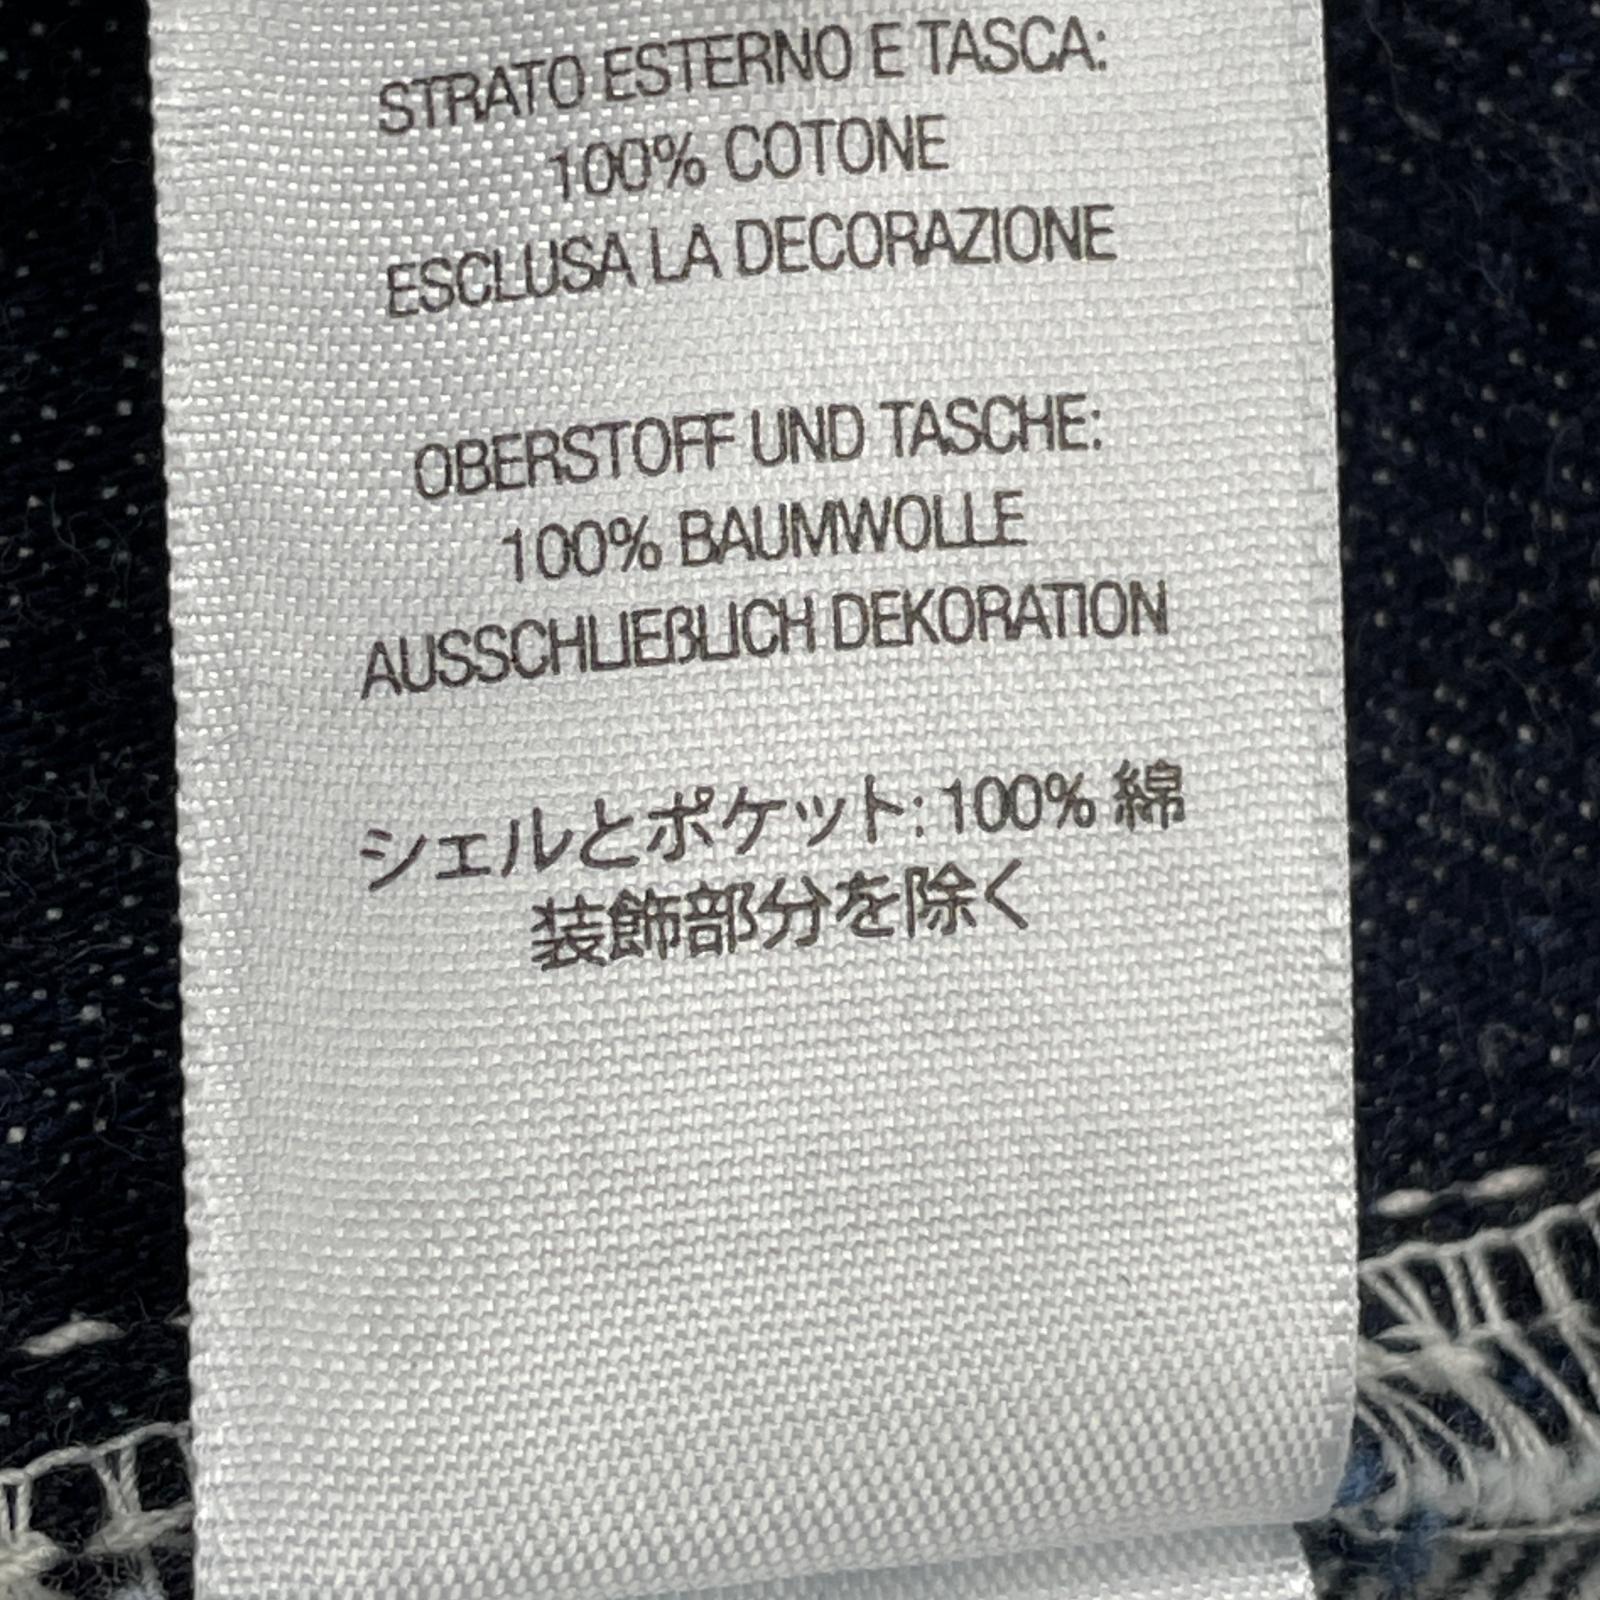 STRATO ESTERNO E TASCA:
100% COTONE
ESCLUSA LA DECORAZIONE
OBERSTOFF UND TASCHE:
100% BAUMWOLLE
AUSSCHLIEßLICH DEKORATION
シェルとポケット: 100% 綿
装飾部分を除く